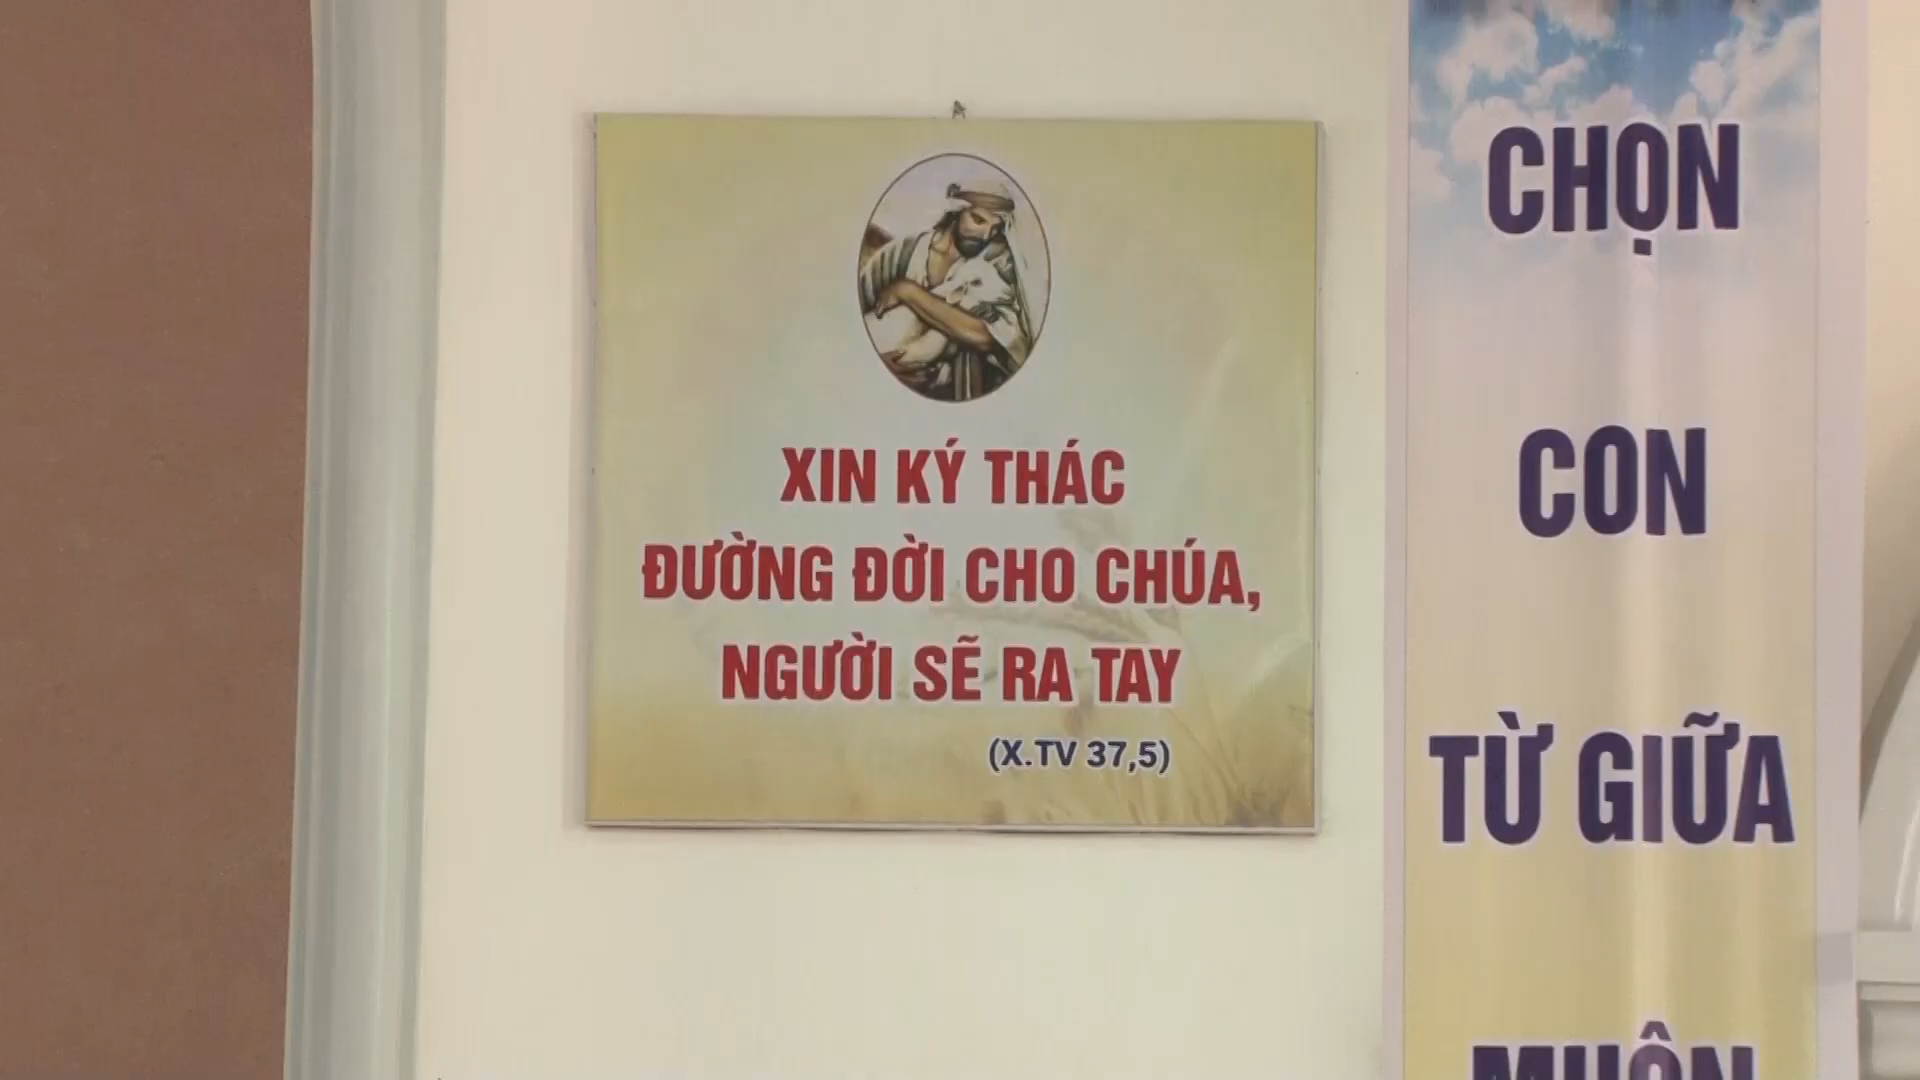 XIN KÝ THÁC
ĐƯỜNG ĐỜI CHO CHÚA,
NGƯỜI SẼ RA TAY
(X.TV 37,5)
CHỌN
CON
TỪ GIỮA
MUÔN